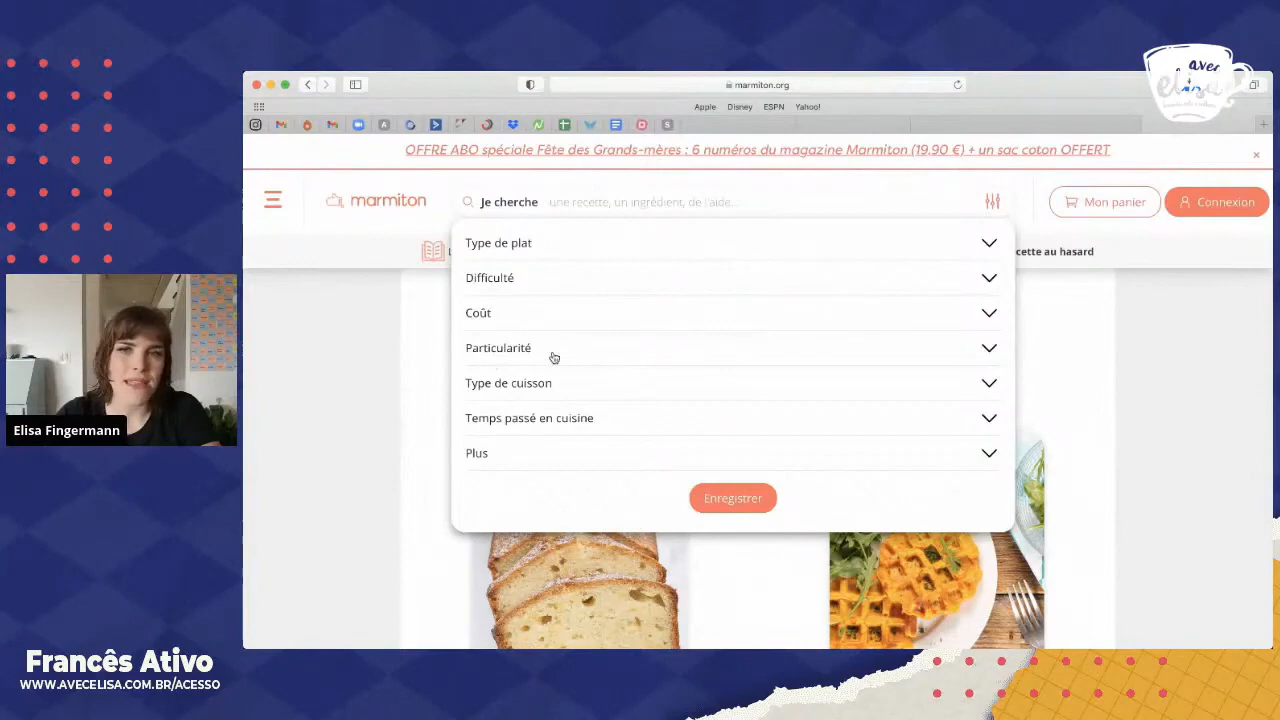 avec
elisa
marmiton.org
Apple Disney ESPN Yahoo!
OFFRE ABO spéciale Fête des Grands-mères : 6 numéros du magazine Marmiton (19.90 €) + un sac coton OFFERT
marmiton
Je cherche une recette, un ingrédient, de l'aide...
Mon panier
Connexion
cette au hasard
Type de plat
Difficulté
Coût
Particularité
Type de cuisson
Temps passé en cuisine
Plus
Enregistrer
Elisa Fingermann
Francês Ativo
WWW.AVECELISA.COM.BR/ACESSO